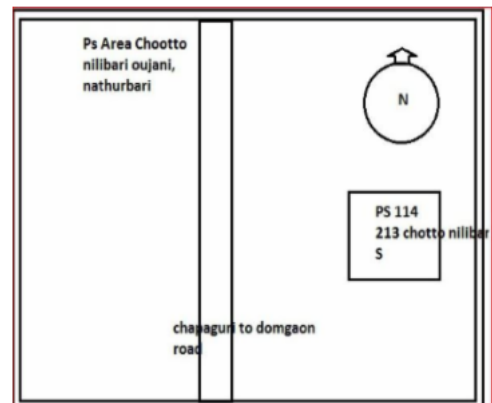 Ps Area Chootto
nilibari oujani,
nathurbari
N
PS 114
213 chotto nilibar
S
chapaguri to domgaon
road